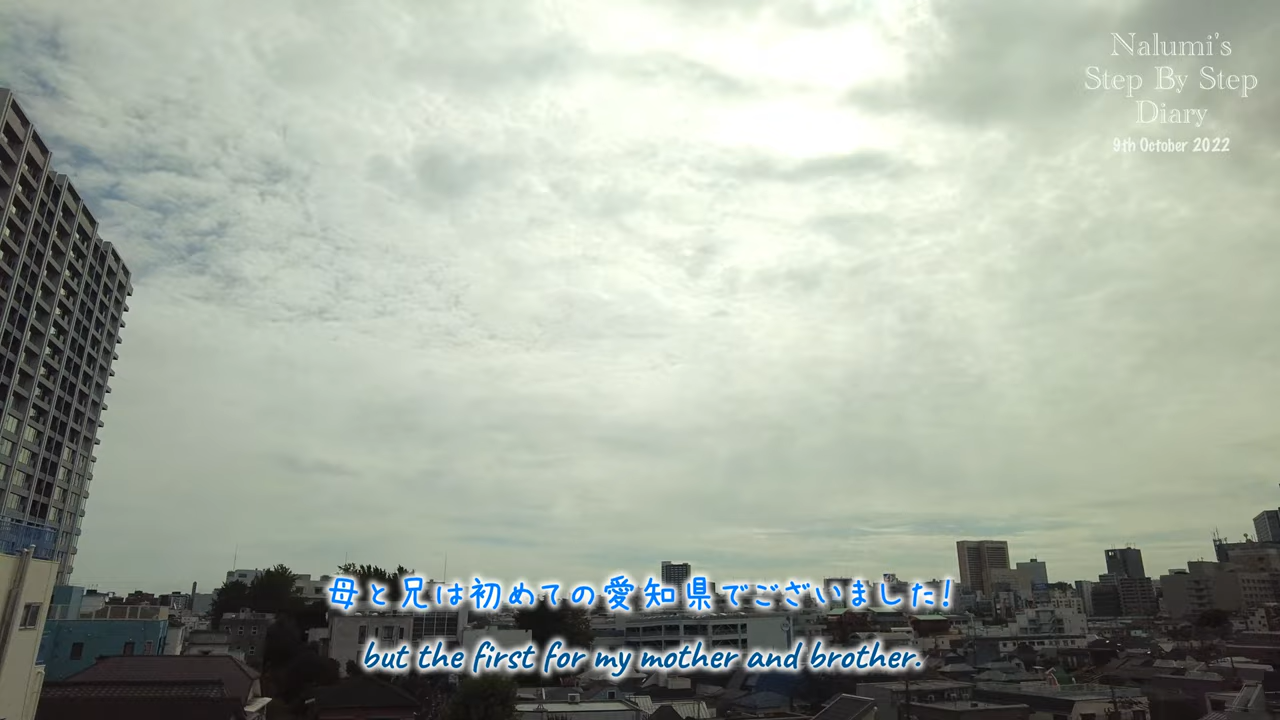 Nalumi's
Step By Step
Diary
9th October 2022
母と兄は初めての愛知県でございました!
but the first for my mother and brother.